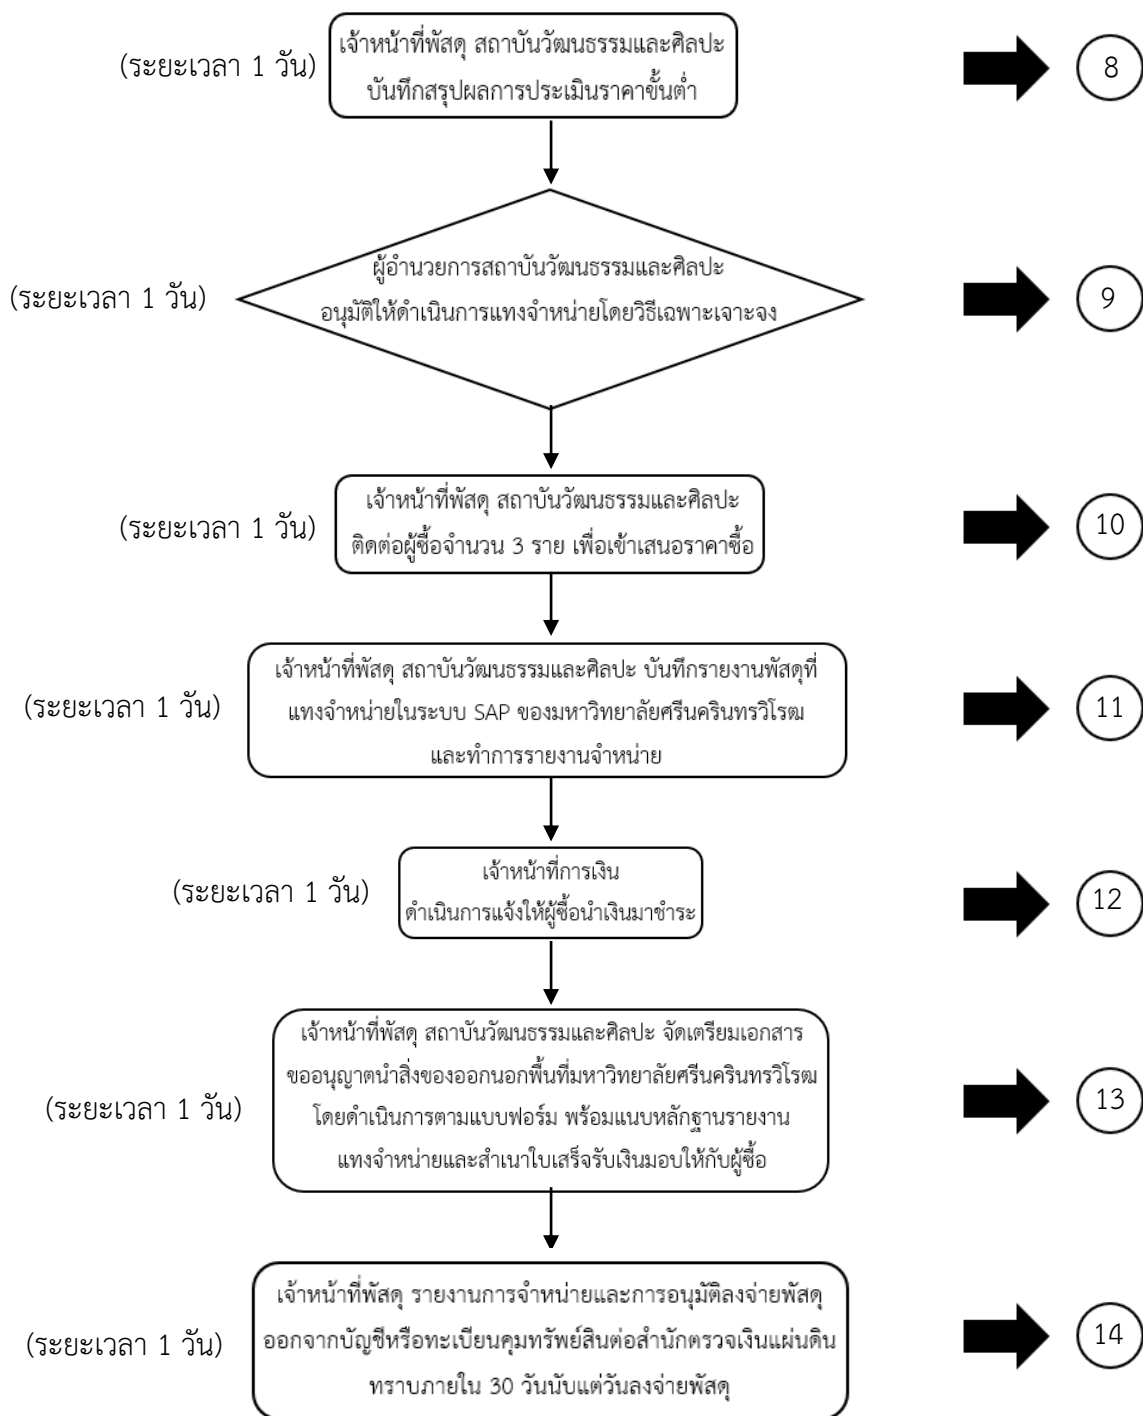 (ระยะเวลา 1 วัน)
เจ้าหน้าที่พัสดุ สถาบันวัฒนธรรมและศิลปะ
บันทึกสรุปผลการประเมินราคาขั้นต่ำ
8
(ระยะเวลา 1 วัน)
ผู้อำนวยการสถาบันวัฒนธรรมและศิลปะ
อนุมัติให้ดำเนินการแทงจำหน่ายโดยวิธีเฉพาะเจาะจง
9
(ระยะเวลา 1 วัน)
เจ้าหน้าที่พัสดุ สถาบันวัฒนธรรมและศิลปะ
ติดต่อผู้ซื้อจำนวน 3 ราย เพื่อเข้าเสนอราคาซื้อ
10
(ระยะเวลา 1 วัน)
เจ้าหน้าที่พัสดุ สถาบันวัฒนธรรมและศิลปะ บันทึกรายงานพัสดุที่
แทงจำหน่ายในระบบ SAP ของมหาวิทยาลัยศรีนครินทรวิโรฒ
และทำการรายงานจำหน่าย
11
(ระยะเวลา 1 วัน)
เจ้าหน้าที่การเงิน
ดำเนินการแจ้งให้ผู้ซื้อนำเงินมาชำระ
12
(ระยะเวลา 1 วัน)
เจ้าหน้าที่พัสดุ สถาบันวัฒนธรรมและศิลปะ จัดเตรียมเอกสาร
ขออนุญาตนำสิ่งของออกนอกพื้นที่มหาวิทยาลัยศรีนครินทรวิโรฒ
โดยดำเนินการตามแบบฟอร์ม พร้อมแนบหลักฐานรายงาน
แทงจำหน่ายและสำเนาใบเสร็จรับเงินมอบให้กับผู้ซื้อ
13
(ระยะเวลา 1 วัน)
เจ้าหน้าที่พัสดุ รายงานการจำหน่ายและการอนุมัติลงจ่ายพัสดุ
ออกจากบัญชีหรือทะเบียนคุมทรัพย์สินต่อสำนักตรวจเงินแผ่นดิน
ทราบภายใน 30 วันนับแต่วันลงจ่ายพัสดุ
14